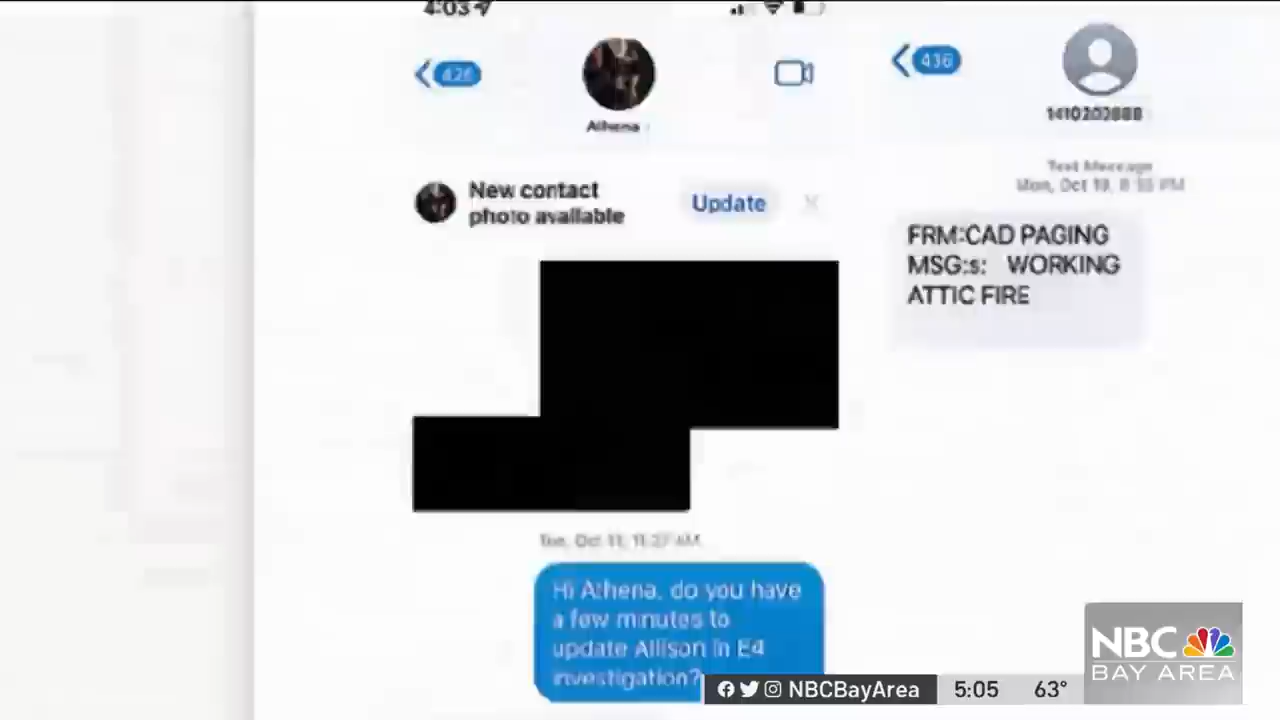 4:03
426
Athena
New contact
photo available
Update
Hi Athena, do you have
a few minutes to
update Allison in E4
investigation?
436
Text Message
FRM:CAD PAGING
MSG:s: WORKING
ATTIC FIRE
NBCBayArea
5:05
63°
NBC
BAY AREA